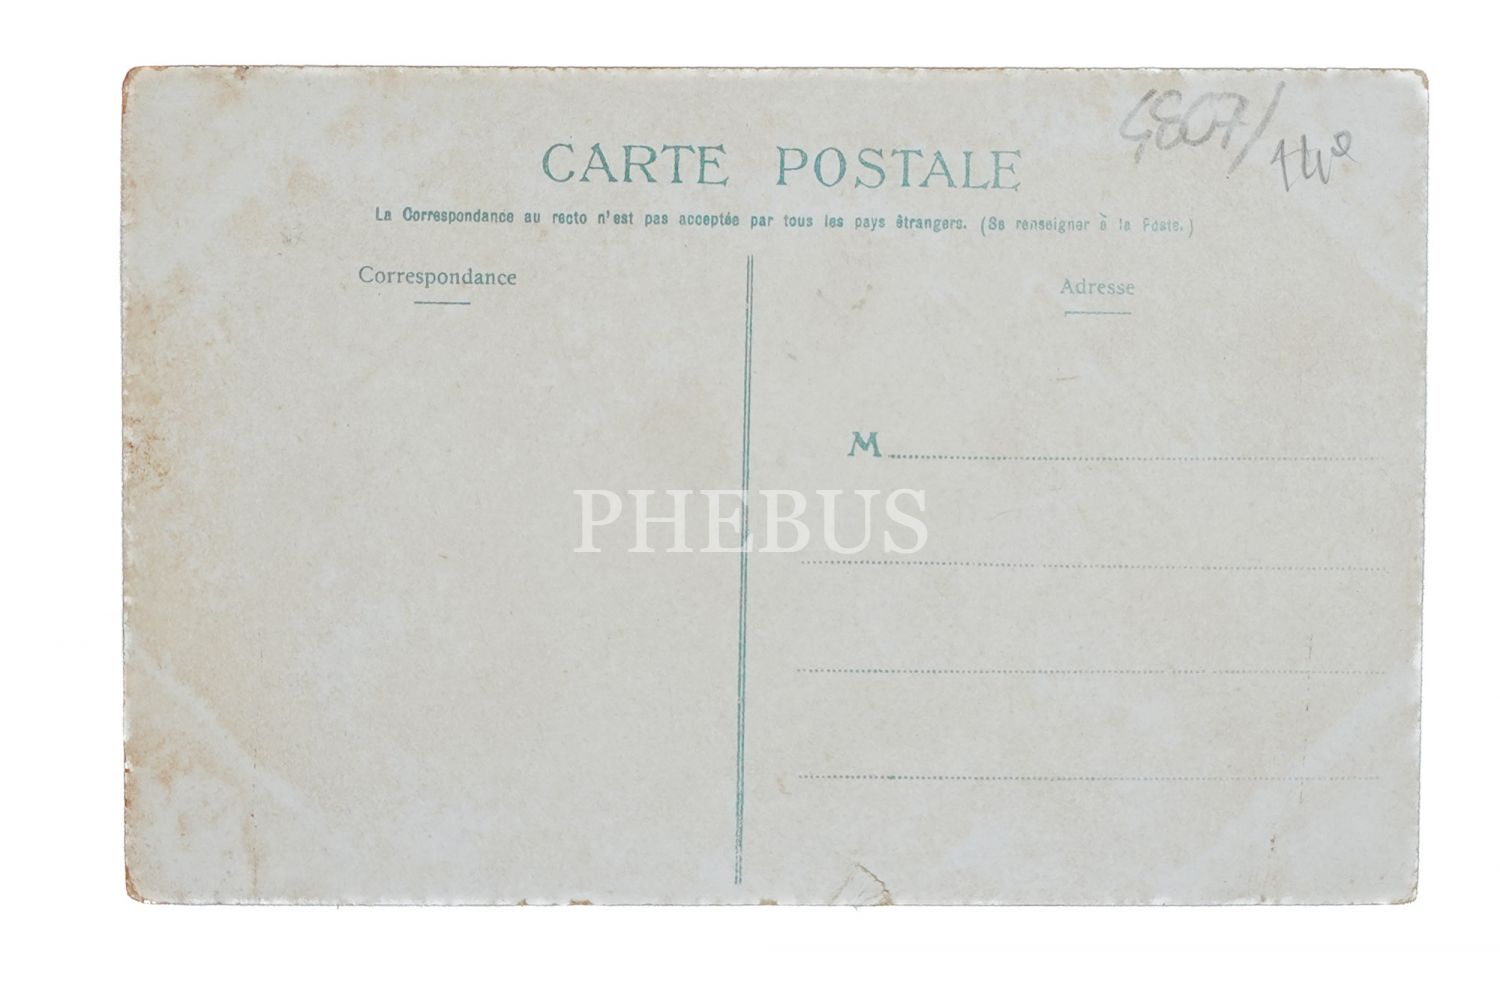 4807/
CARTE POSTALE
La Correspondance au recto n'est pas acceptée par tous les pays étrangers. (Se renseigner à la Poste.)
Correspondance
Adresse
M
PHEBUS